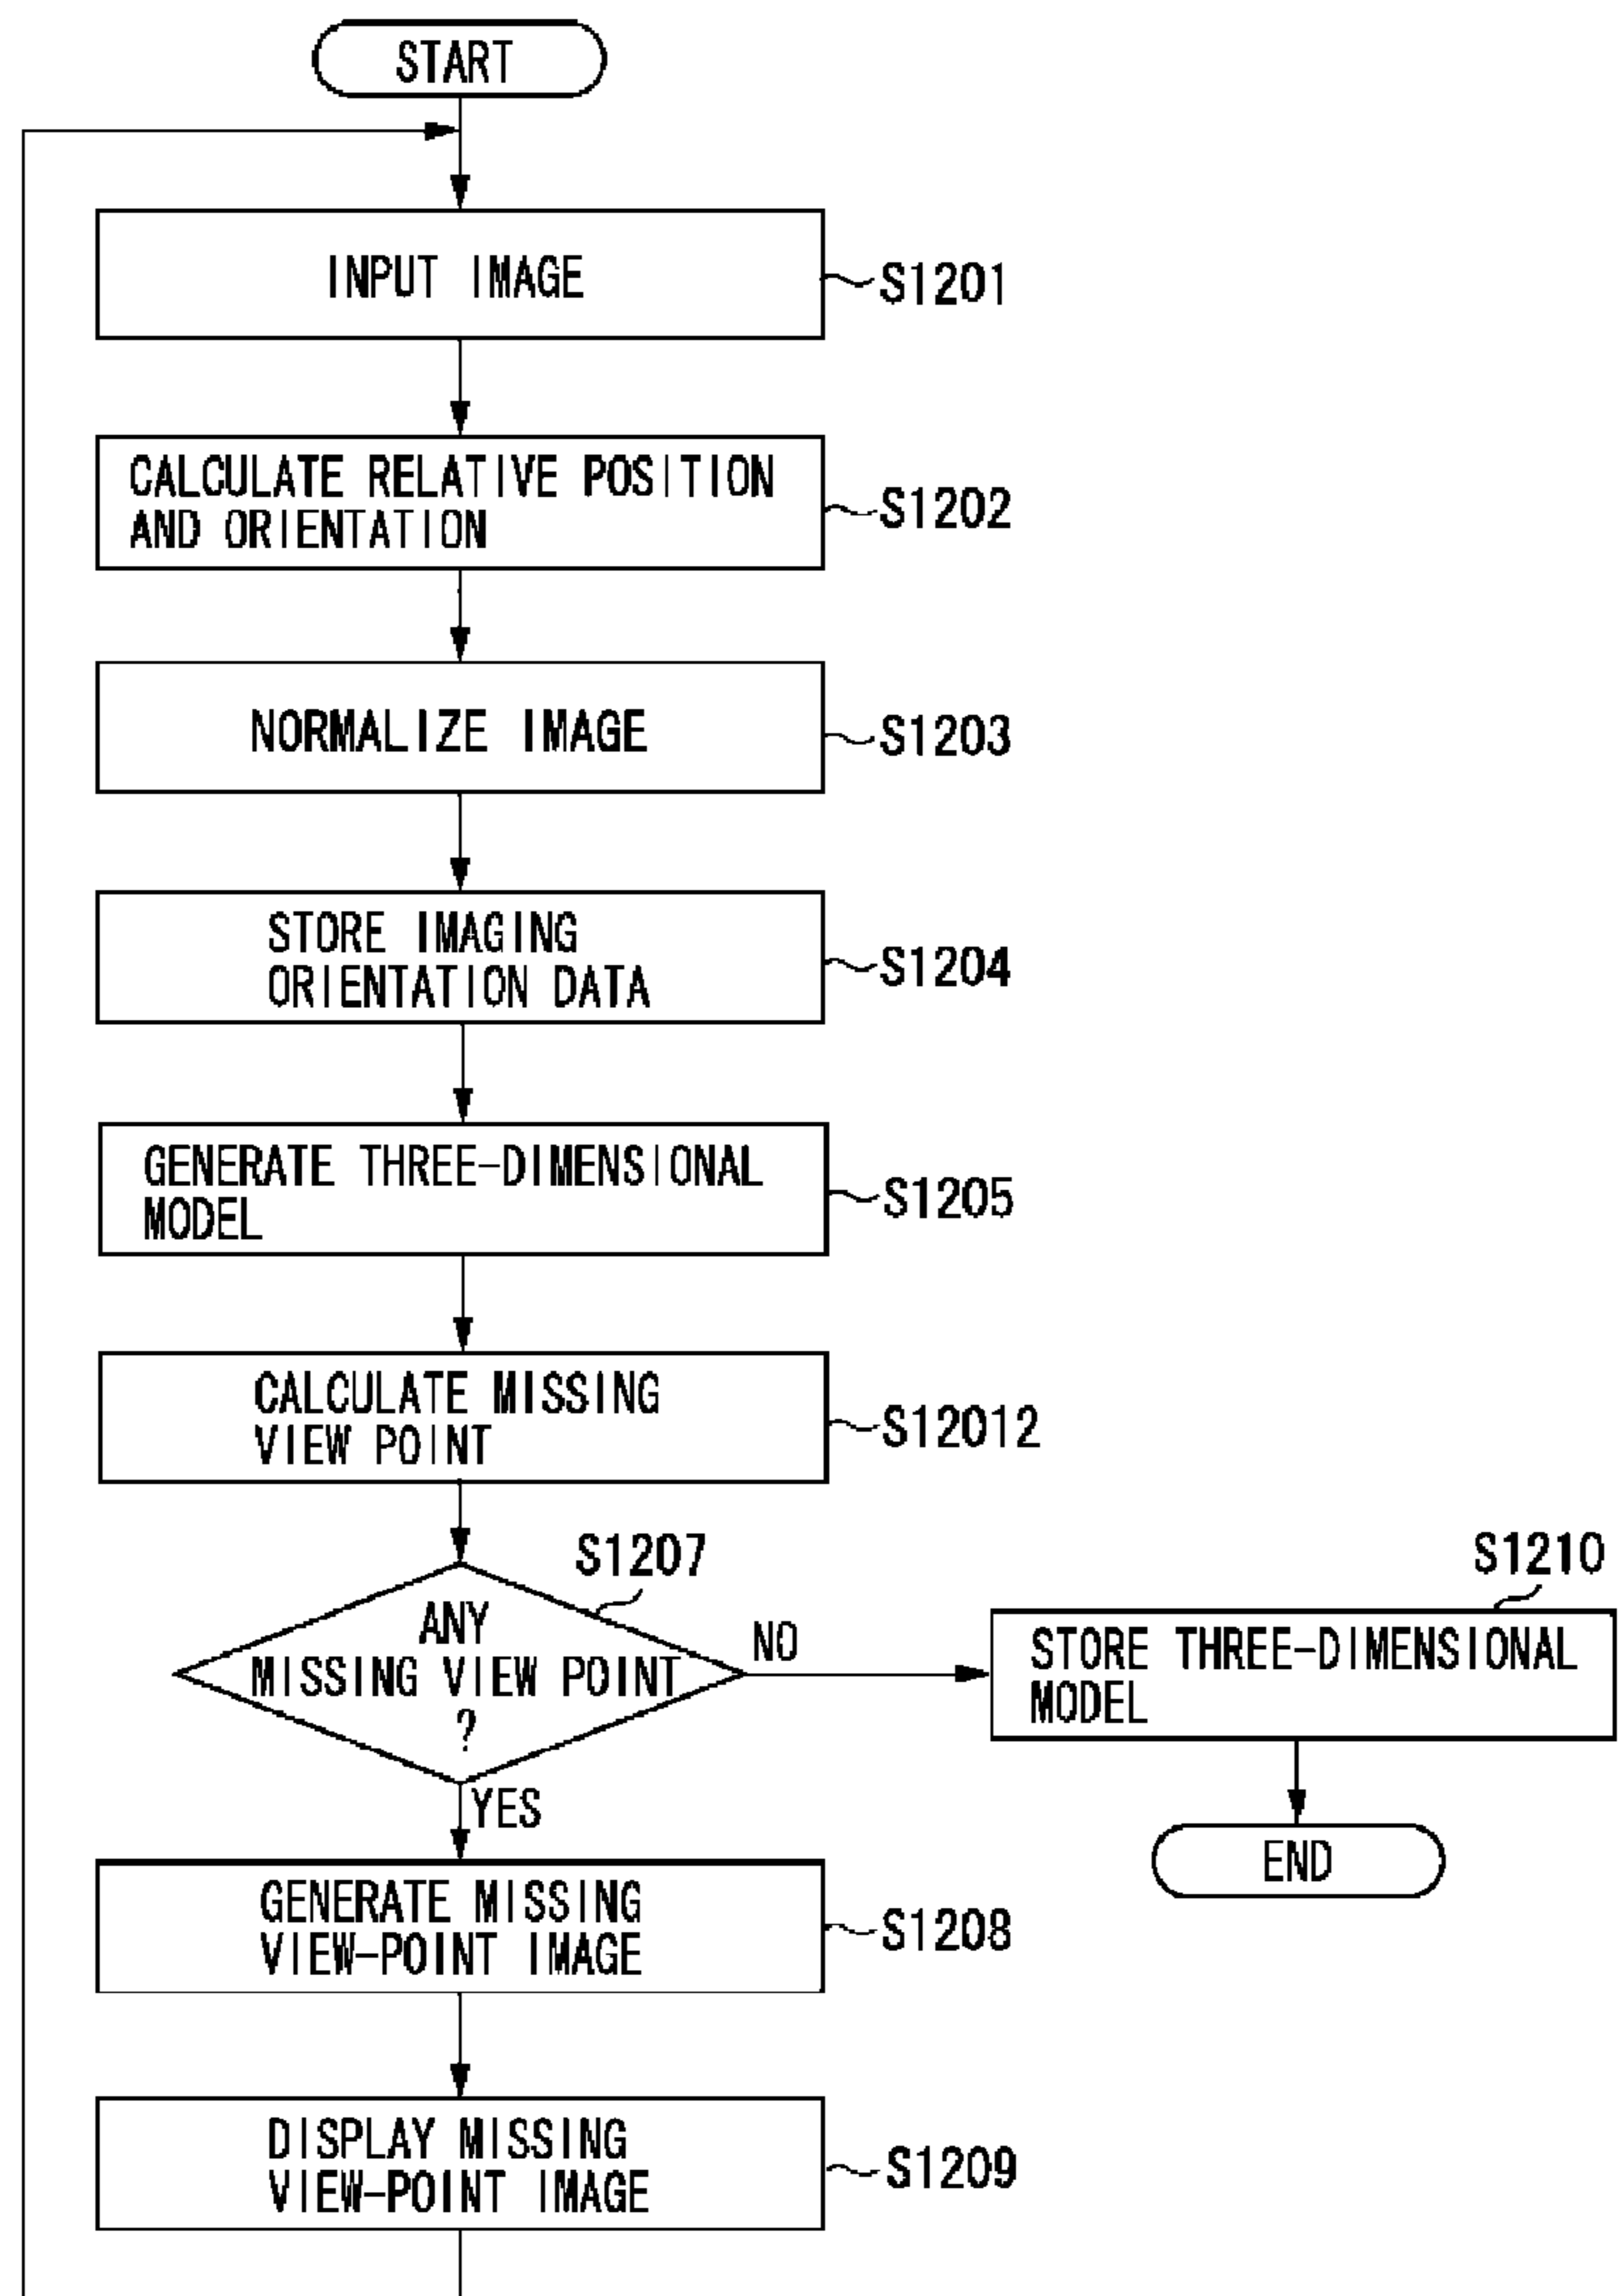 START
INPUT IMAGE
S1201
CALCULATE RELATIVE POSITION
AND ORIENTATION
S1202
NORMALIZE IMAGE
S1203
STORE IMAGING
ORIENTATION DATA
S1204
GENERATE THREE-DIMENSIONAL
MODEL
S1205
CALCULATE MISSING
VIEW POINT
S12012
S1207
ANY
MISSING VIEW POINT
?
NO
S1210
STORE THREE-DIMENSIONAL
MODEL
END
YES
GENERATE MISSING
VIEW-POINT IMAGE
S1208
DISPLAY MISSING
VIEW-POINT IMAGE
S1209